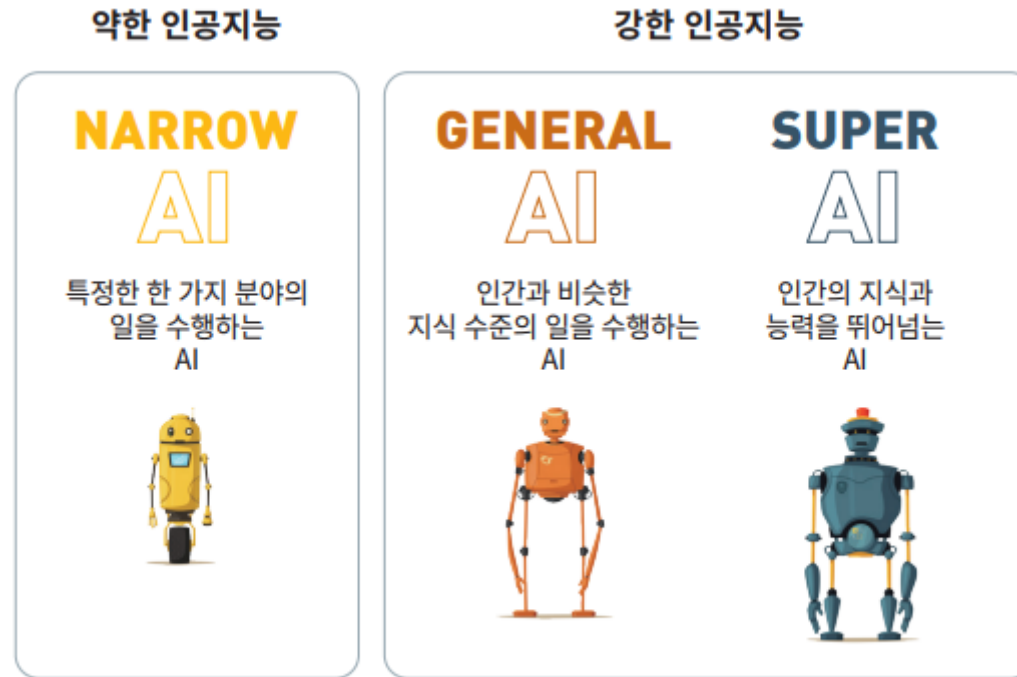 약한 인공지능
NARROW
AI
특정한 한 가지 분야의
일을 수행하는
AI
강한 인공지능
GENERAL
AI
인간과 비슷한
지식 수준의 일을 수행하는
AI
SUPER
AI
인간의 지식과
능력을 뛰어넘는
AI